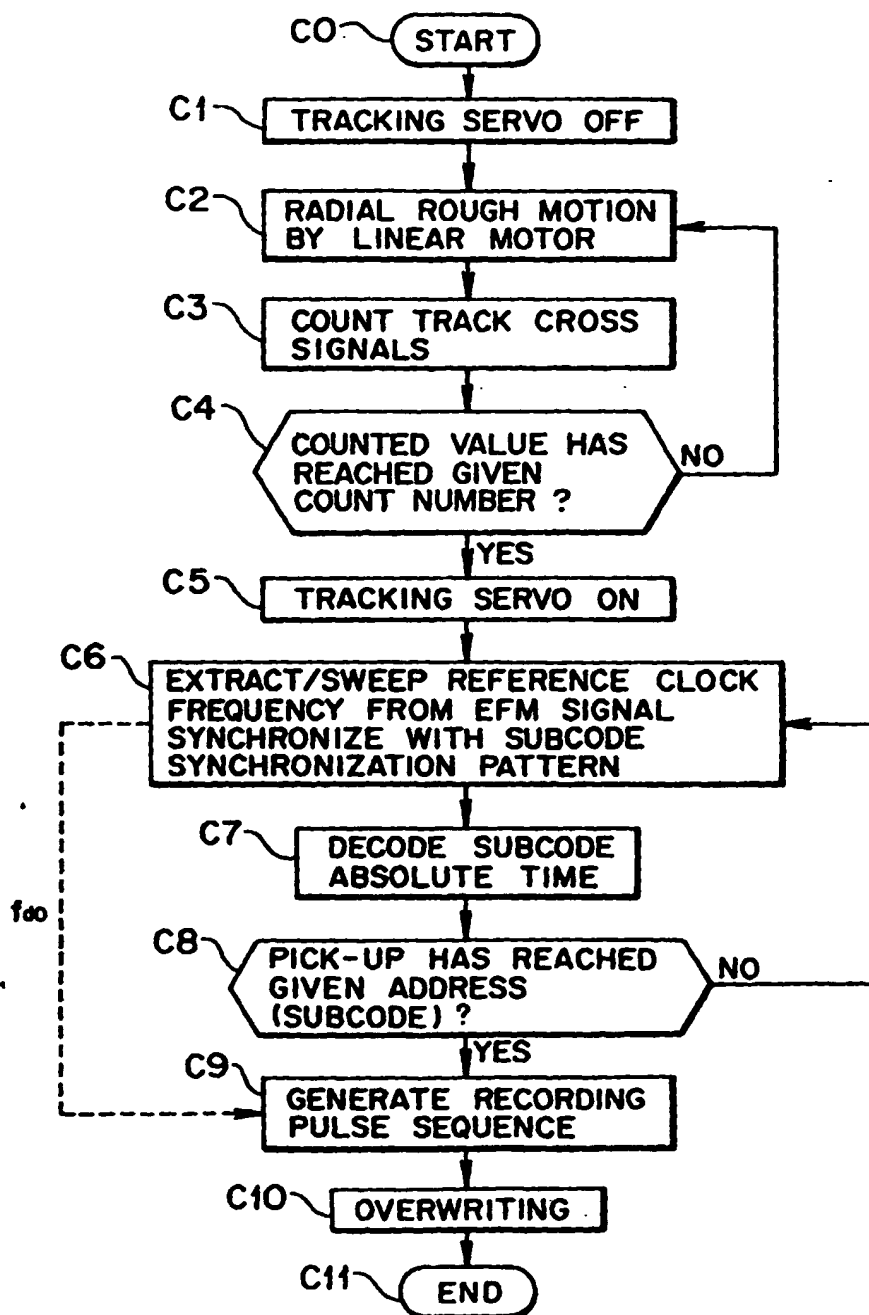 C0
START
C1
TRACKING SERVO OFF
C2
RADIAL ROUGH MOTION
BY LINEAR MOTOR
C3
COUNT TRACK CROSS
SIGNALS
C4
COUNTED VALUE HAS
REACHED GIVEN
COUNT NUMBER ?
NO
YES
C5
TRACKING SERVO ON
C6
EXTRACT/SWEEP REFERENCE CLOCK
FREQUENCY FROM EFM SIGNAL
SYNCHRONIZE WITH SUBCODE
SYNCHRONIZATION PATTERN
C7
DECODE SUBCODE
ABSOLUTE TIME
fdo
C8
PICK-UP HAS REACHED
GIVEN ADDRESS
(SUBCODE) ?
NO
YES
C9
GENERATE RECORDING
PULSE SEQUENCE
C10
OVERWRITING
C11
END